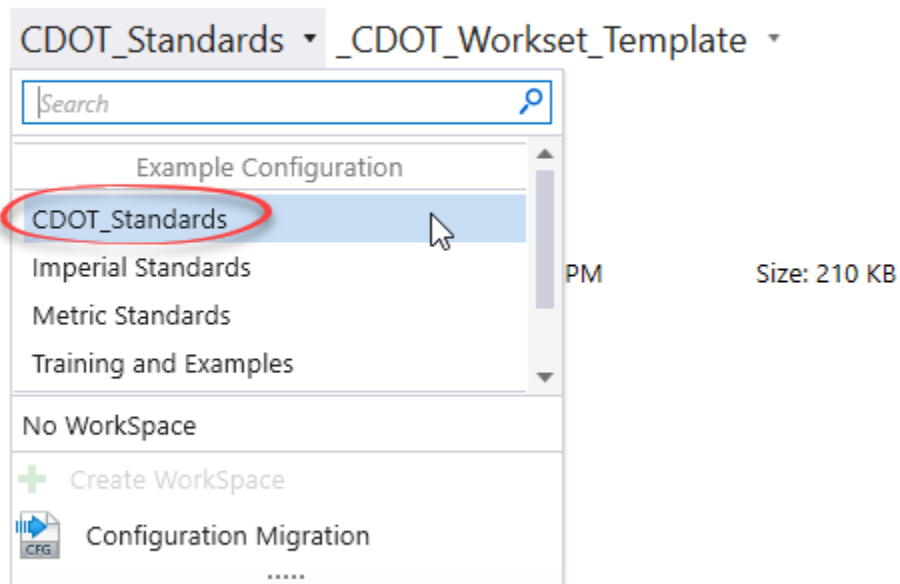 CDOT_Standards _CDOT_Workset_Template
Search
Example Configuration
CDOT_Standards
Imperial Standards
PM Size: 210 KB
Metric Standards
Training and Examples
No WorkSpace
Create WorkSpace
CFG Configuration Migration